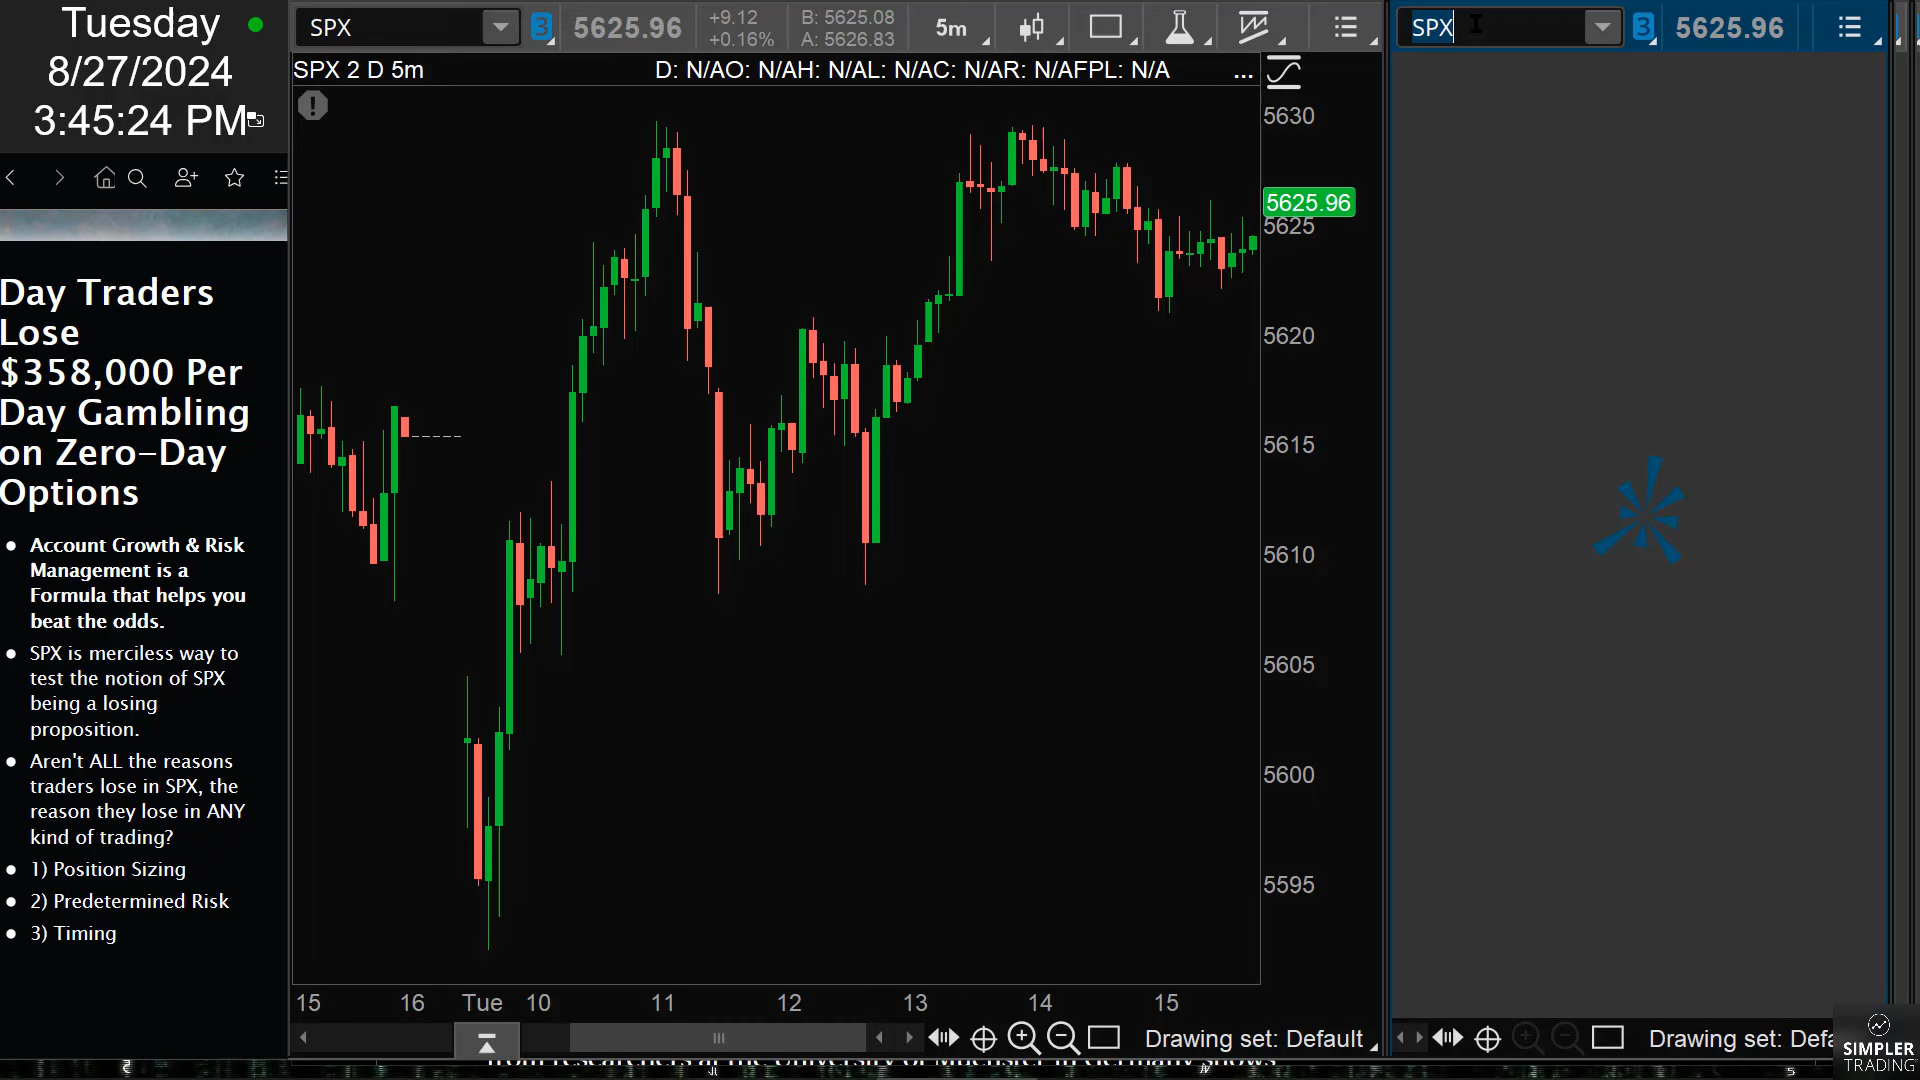 Tuesday
8/27/2024
3:45:24 PM
Day Traders
Lose
$358,000 Per
Day Gambling
on Zero-Day
Options
Account Growth & Risk
Management is a
Formula that helps you
beat the odds.
SPX is merciless way to
test the notion of SPX
being a losing
proposition.
Aren't ALL the reasons
traders lose in SPX, the
reason they lose in ANY
kind of trading?
1) Position Sizing
2) Predetermined Risk
3) Timing
SPX 3 5625.96 +9.12 B: 5625.08 5m
+0.16% A: 5626.83
SPX 2 D 5m D: N/AO: N/AH: N/AL: N/AC: N/AR: N/AFPL: N/A ...
5630
5625.96
5625
5620
5615
5610
5605
5600
5595
15 16 Tue 10 11 12 13 14 15
Drawing set: Default
SPX 3 5625.96
Drawing set: Defa
SIMPLER
TRADING